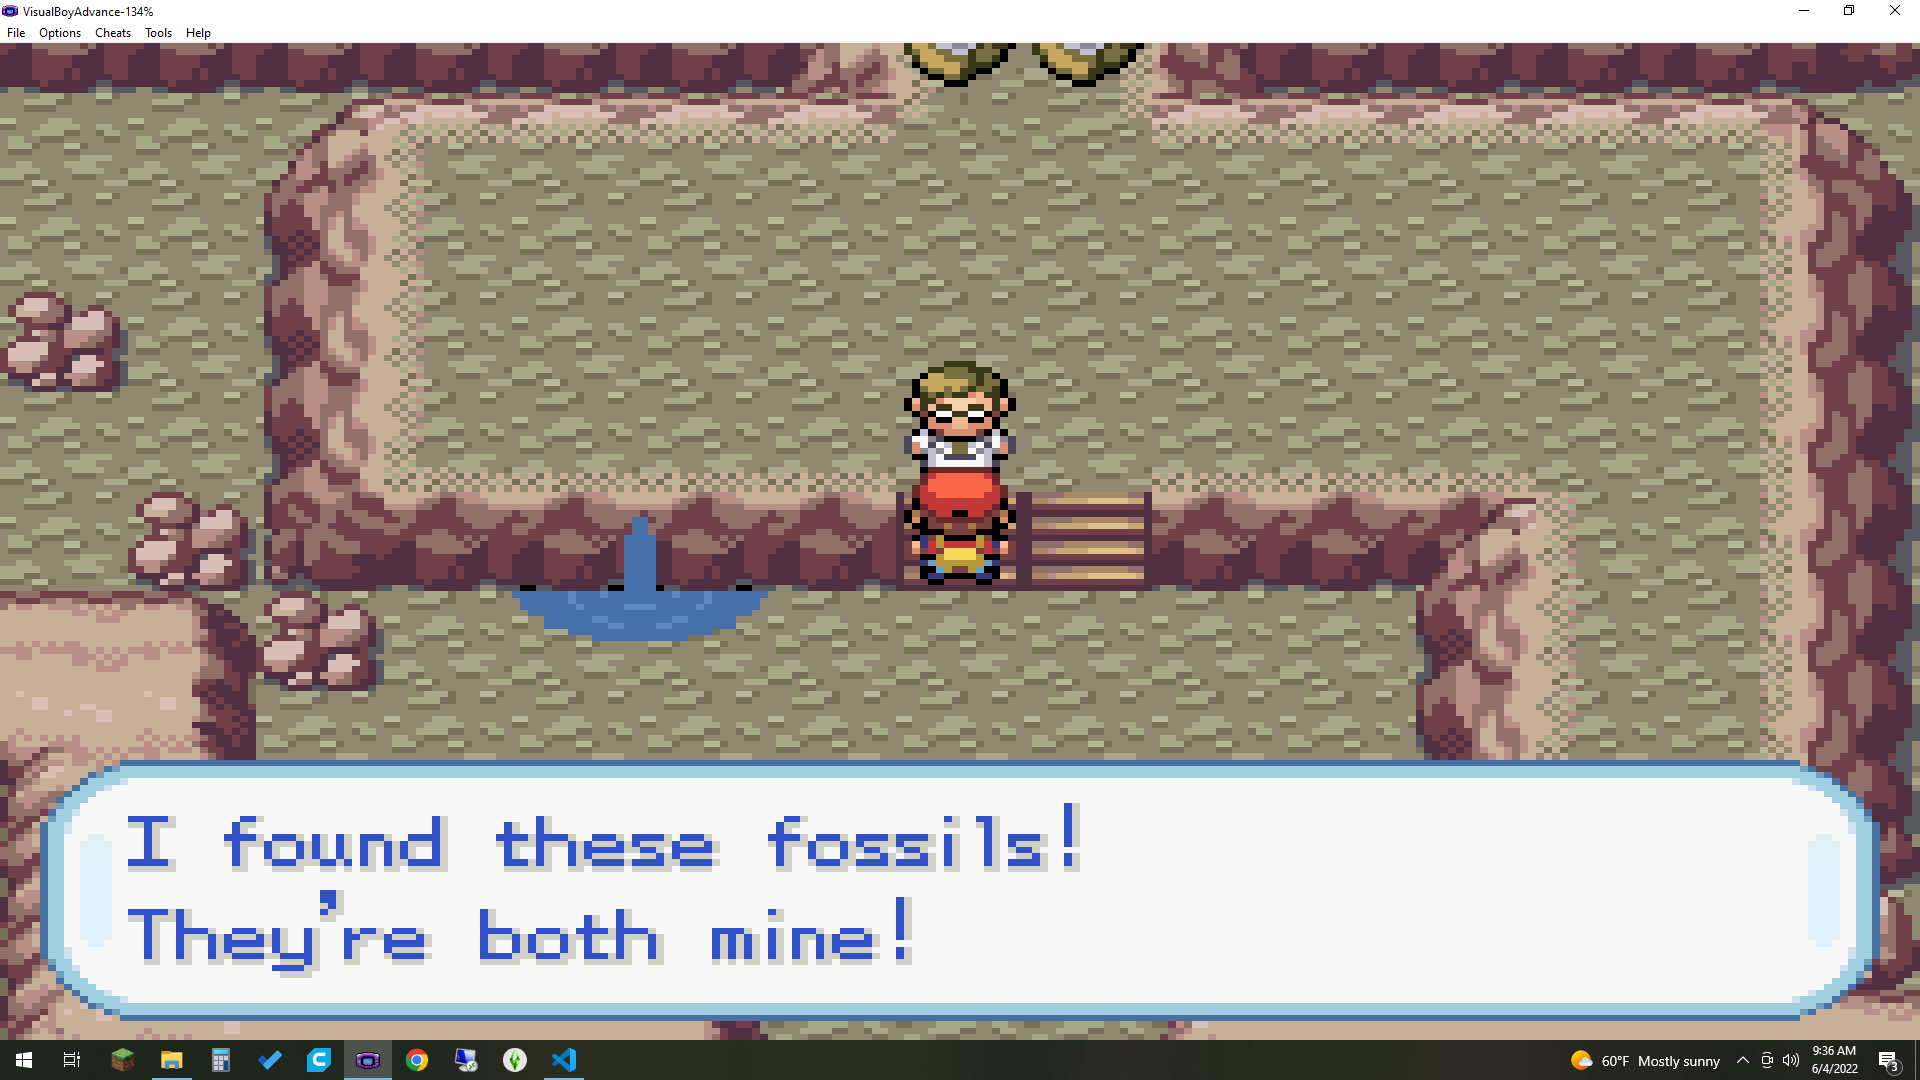 VisualBoyAdvance-134%
File Options Cheats Tools Help
I found these fossils!
They're both mine!
60°F Mostly sunny
9:36 AM
6/4/2022
3